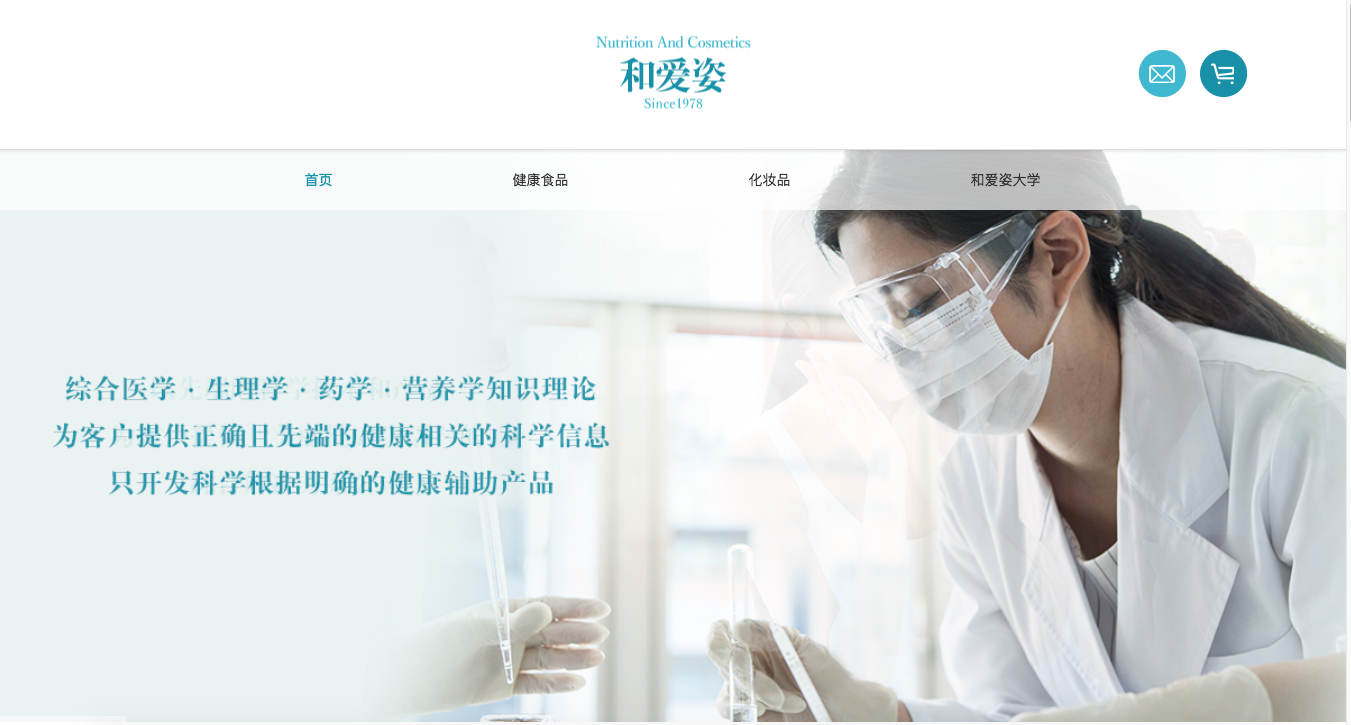 Nutrition And Cosmetics
和爱姿
Since1978
首页
健康食品
化妆品
和爱姿大学
综合医学·生理学·药学·营养学知识理论
为客户提供正确且先端的健康相关的科学信息
只开发科学根据明确的健康辅助产品